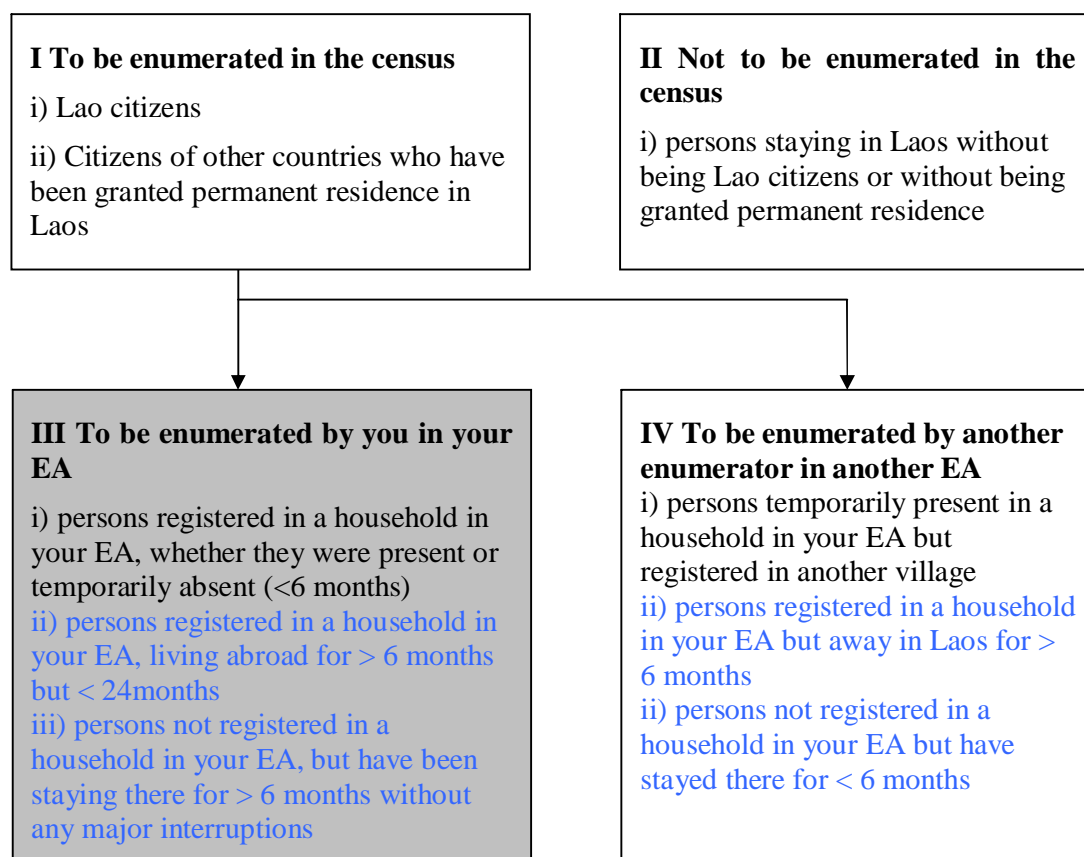 I To be enumerated in the census
i) Lao citizens
ii) Citizens of other countries who have
been granted permanent residence in
Laos
II Not to be enumerated in the
census
i) persons staying in Laos without
being Lao citizens or without being
granted permanent residence
III To be enumerated by you in your
EA
i) persons registered in a household in
your EA, whether they were present or
temporarily absent (<6 months)
ii) persons registered in a household in
your EA, living abroad for > 6 months
but < 24months
iii) persons not registered in a
household in your EA, but have been
staying there for > 6 months without
any major interruptions
IV To be enumerated by another
enumerator in another EA
i) persons temporarily present in a
household in your EA but
registered in another village
ii) persons registered in a household
in your EA but away in Laos for >
6 months
ii) persons not registered in a
household in your EA but have
stayed there for < 6 months